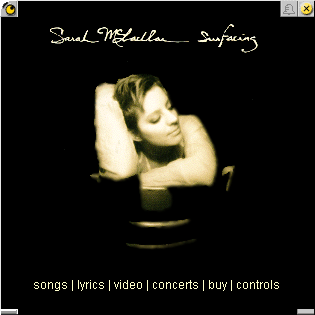 Sarah McLachlan Surfacing
songs | lyrics | video | concerts | buy | controls